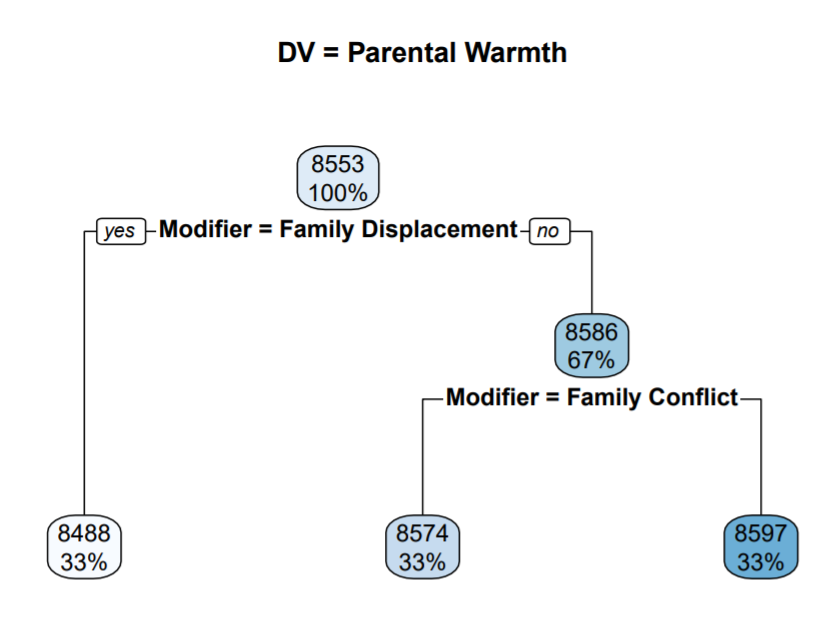 DV = Parental Warmth
8553
100%
yes
Modifier = Family Displacement
no
8586
67%
Modifier = Family Conflict
8488
33%
8574
33%
8597
33%